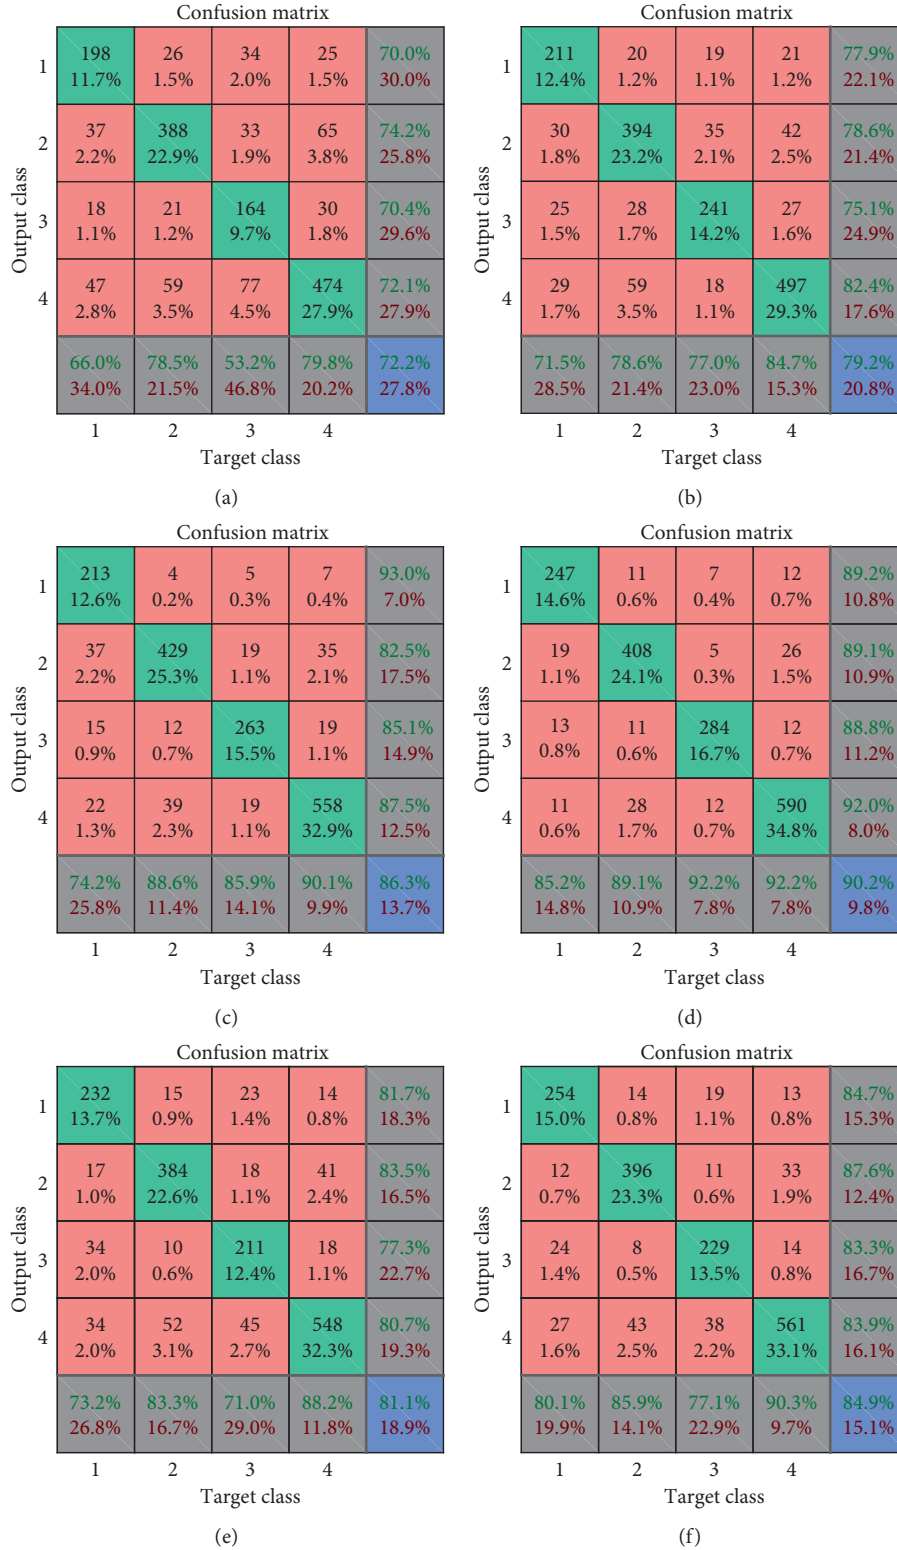 Confusion matrix
198 26 34 25 70.0%
1
11.7% 1.5% 2.0% 1.5% 30.0%
37 388 33 65 74.2%
2
2.2% 22.9% 1.9% 3.8% 25.8%
18 21 164 30 70.4%
3
1.1% 1.2% 9.7% 1.8% 29.6%
47 59 77 474 72.1%
4
2.8% 3.5% 4.5% 27.9% 27.9%
66.0% 78.5% 53.2% 79.8% 72.2%
34.0% 21.5% 46.8% 20.2% 27.8%
Output class
1 2 3 4
Target class
(a)
Confusion matrix
211 20 19 21 77.9%
1
12.4% 1.2% 1.1% 1.2% 22.1%
30 394 35 42 78.6%
2
1.8% 23.2% 2.1% 2.5% 21.4%
25 28 241 27 75.1%
3
1.5% 1.7% 14.2% 1.6% 24.9%
29 59 18 497 82.4%
4
1.7% 3.5% 1.1% 29.3% 17.6%
71.5% 78.6% 77.0% 84.7% 79.2%
28.5% 21.4% 23.0% 15.3% 20.8%
Output class
1 2 3 4
Target class
(b)
Confusion matrix
213 4 5 7 93.0%
1
12.6% 0.2% 0.3% 0.4% 7.0%
37 429 19 35 82.5%
2
2.2% 25.3% 1.1% 2.1% 17.5%
15 12 263 19 85.1%
3
0.9% 0.7% 15.5% 1.1% 14.9%
22 39 19 558 87.5%
4
1.3% 2.3% 1.1% 32.9% 12.5%
74.2% 88.6% 85.9% 90.1% 86.3%
25.8% 11.4% 14.1% 9.9% 13.7%
Output class
1 2 3 4
Target class
(c)
Confusion matrix
247 11 7 12 89.2%
1
14.6% 0.6% 0.4% 0.7% 10.8%
19 408 5 26 89.1%
2
1.1% 24.1% 0.3% 1.5% 10.9%
13 11 284 12 88.8%
3
0.8% 0.6% 16.7% 0.7% 11.2%
11 28 12 590 92.0%
4
0.6% 1.7% 0.7% 34.8% 8.0%
85.2% 89.1% 92.2% 92.2% 90.2%
14.8% 10.9% 7.8% 7.8% 9.8%
Output class
1 2 3 4
Target class
(d)
Confusion matrix
232 15 23 14 81.7%
1
13.7% 0.9% 1.4% 0.8% 18.3%
17 384 18 41 83.5%
2
1.0% 22.6% 1.1% 2.4% 16.5%
34 10 211 18 77.3%
3
2.0% 0.6% 12.4% 1.1% 22.7%
34 52 45 548 80.7%
4
2.0% 3.1% 2.7% 32.3% 19.3%
73.2% 83.3% 71.0% 88.2% 81.1%
26.8% 16.7% 29.0% 11.8% 18.9%
Output class
1 2 3 4
Target class
(e)
Confusion matrix
254 14 19 13 84.7%
1
15.0% 0.8% 1.1% 0.8% 15.3%
12 396 11 33 87.6%
2
0.7% 23.3% 0.6% 1.9% 12.4%
24 8 229 14 83.3%
3
1.4% 0.5% 13.5% 0.8% 16.7%
27 43 38 561 83.9%
4
1.6% 2.5% 2.2% 33.1% 16.1%
80.1% 85.9% 77.1% 90.3% 84.9%
19.9% 14.1% 22.9% 9.7% 15.1%
Output class
1 2 3 4
Target class
(f)